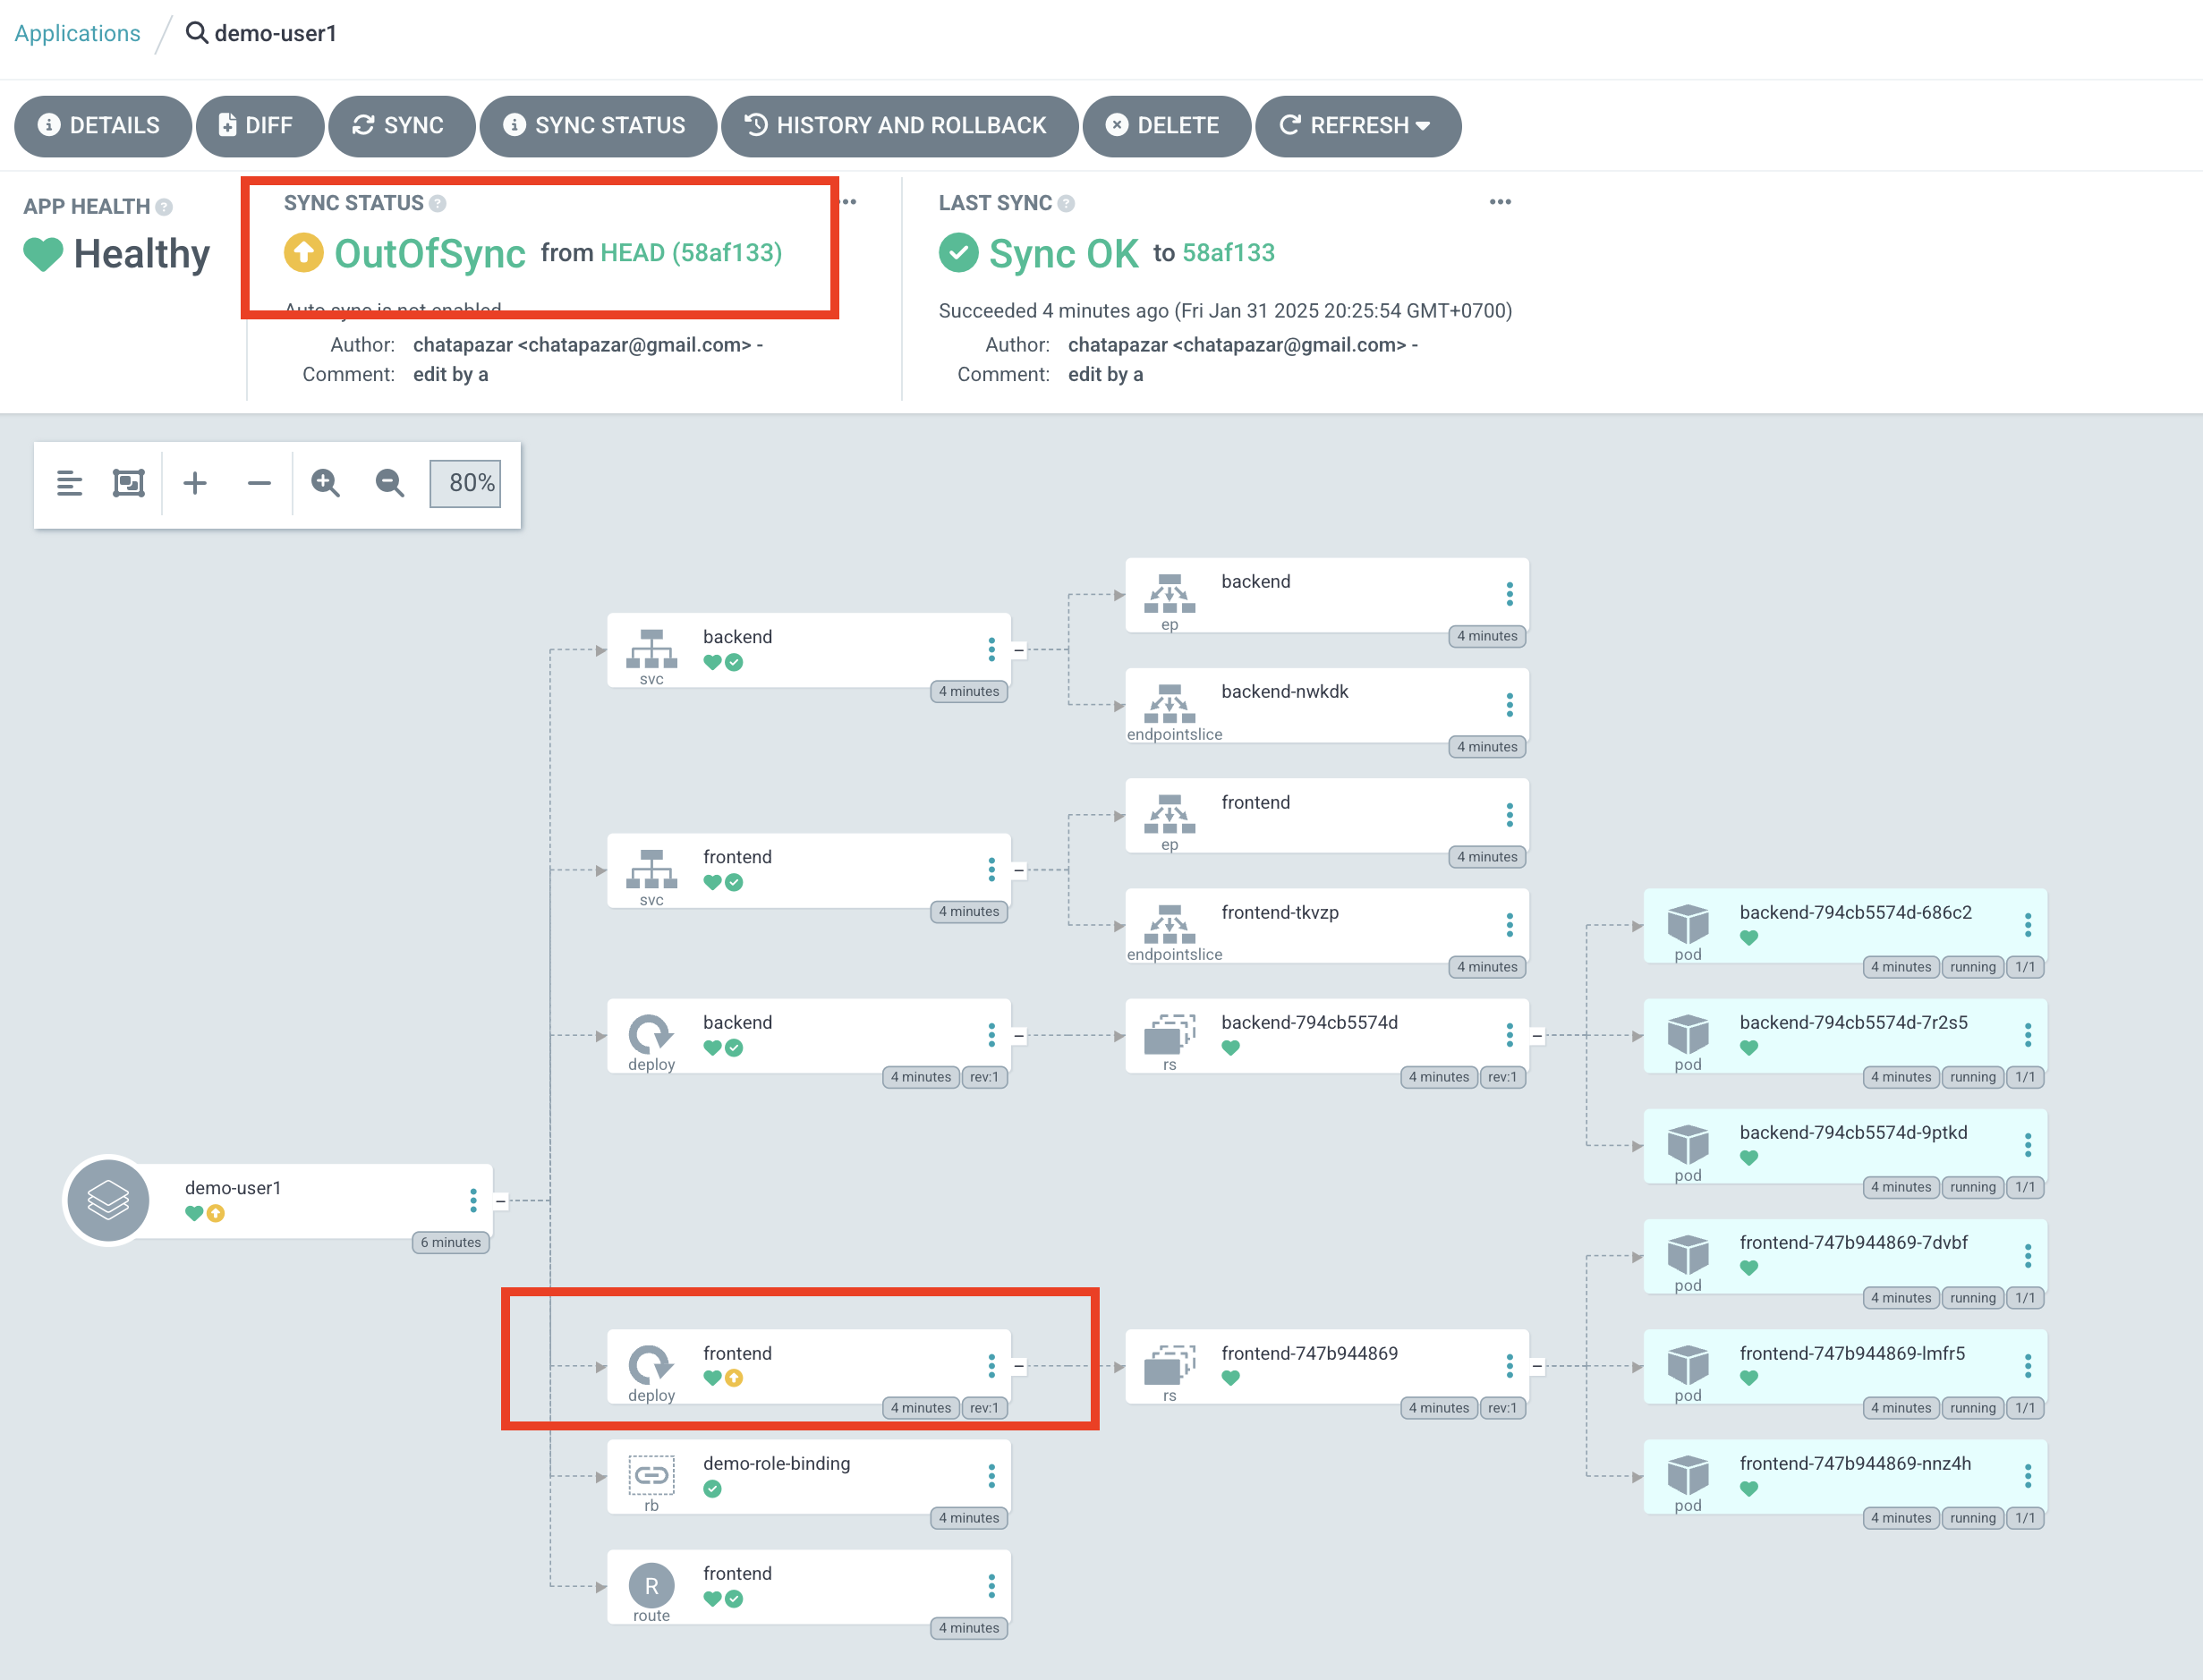 Applications / demo-user1
DETAILS DIFF SYNC SYNC STATUS HISTORY AND ROLLBACK DELETE REFRESH
APP HEALTH
Healthy
SYNC STATUS
OutOfSync from HEAD (58af133)
Auto sync is not enabled.
Author: chatapazar <chatapazar@gmail.com> -
Comment: edit by a
LAST SYNC
Sync OK to 58af133
Succeeded 4 minutes ago (Fri Jan 31 2025 20:25:54 GMT+0700)
Author: chatapazar <chatapazar@gmail.com> -
Comment: edit by a
80%
demo-user1
6 minutes
backend
svc
4 minutes
frontend
svc
4 minutes
backend
deploy
4 minutes rev:1
frontend
deploy
4 minutes rev:1
demo-role-binding
rb
4 minutes
R
frontend
route
4 minutes
backend
ep
4 minutes
backend-nwkdk
endpointslice
4 minutes
frontend
ep
4 minutes
frontend-tkvzp
endpointslice
4 minutes
backend-794cb5574d
rs
4 minutes rev:1
frontend-747b944869
rs
4 minutes rev:1
backend-794cb5574d-686c2
pod
4 minutes running 1/1
backend-794cb5574d-7r2s5
pod
4 minutes running 1/1
backend-794cb5574d-9ptkd
pod
4 minutes running 1/1
frontend-747b944869-7dvbf
pod
4 minutes running 1/1
frontend-747b944869-lmfr5
pod
4 minutes running 1/1
frontend-747b944869-nnz4h
pod
4 minutes running 1/1